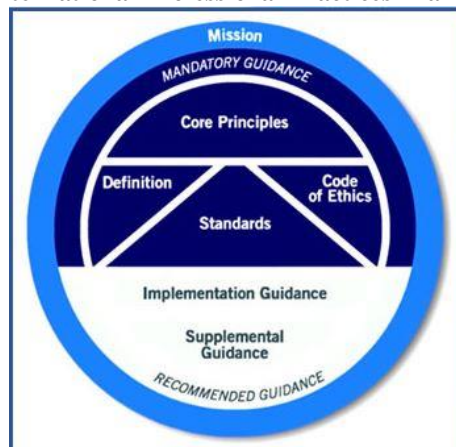 Mission
MANDATORY GUIDANCE
Core Principles
Definition
Code
of Ethics
Standards
Implementation Guidance
Supplemental
Guidance
RECOMMENDED GUIDANCE